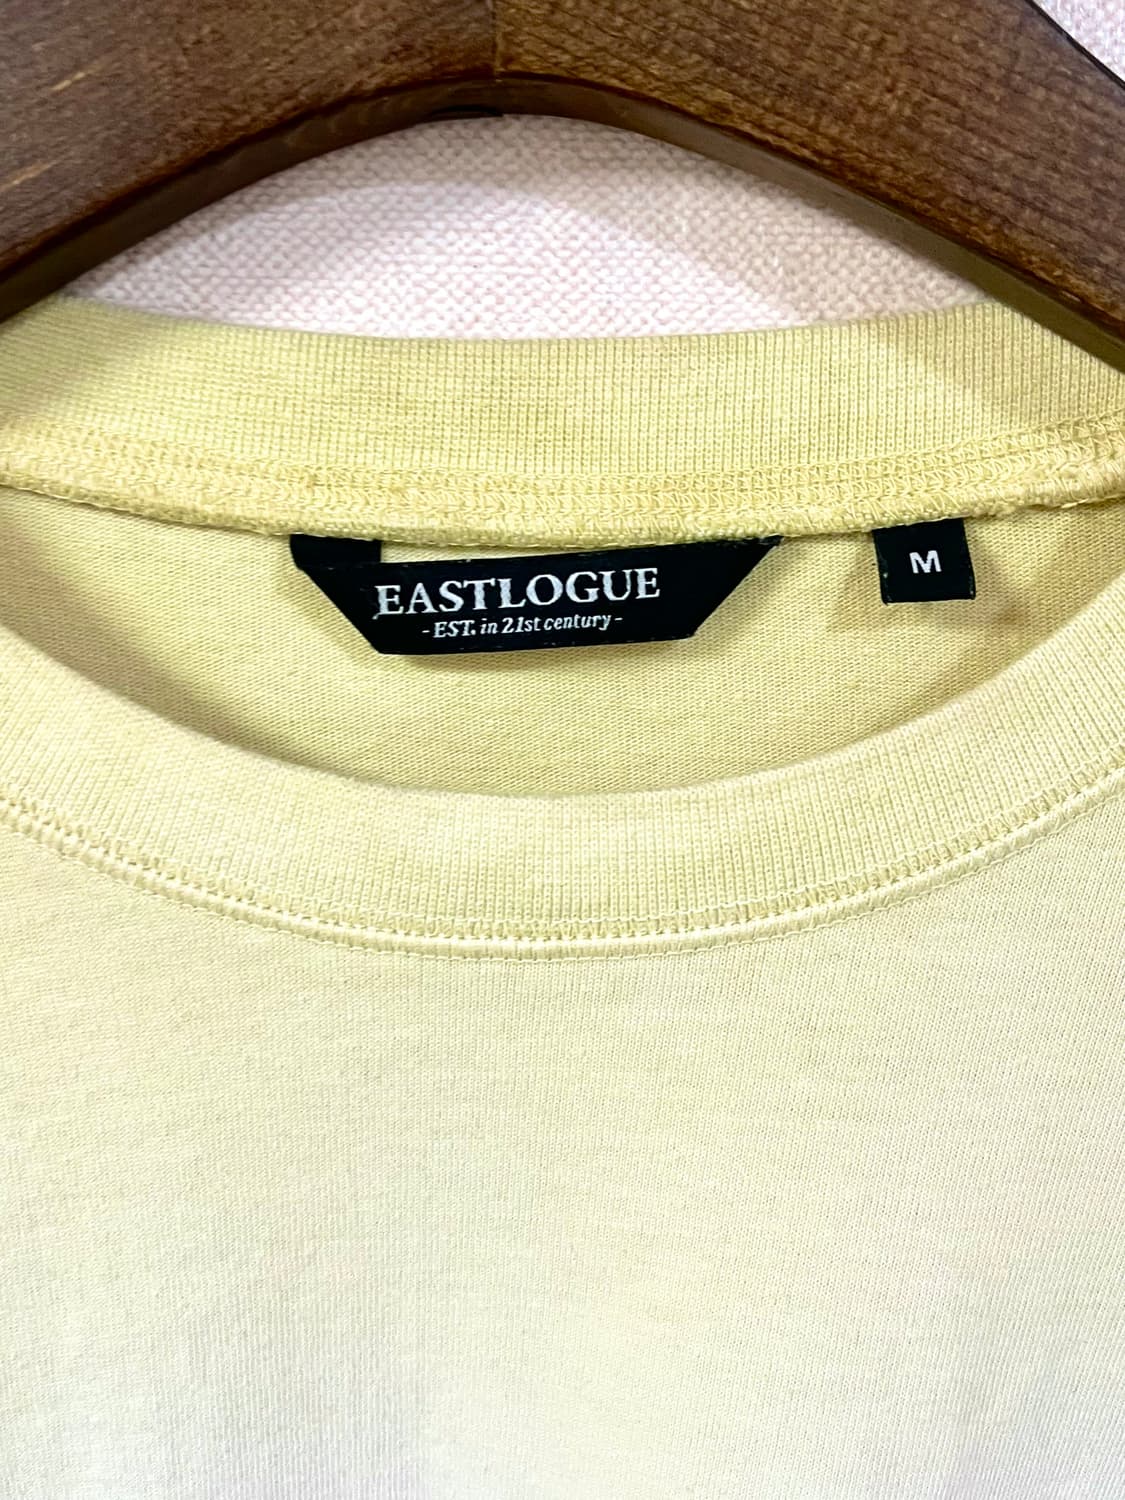 EASTLOGUE
-EST. in 21st century-
M